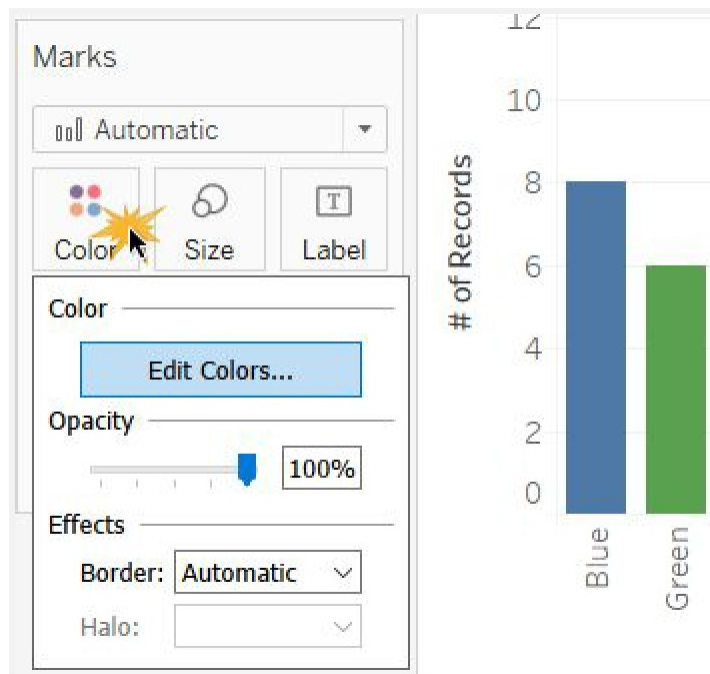 Marks
Automatic
Color
Size
Label
Color
Edit Colors...
Opacity
100%
Effects
Border: Automatic
Halo:
# of Records
12
10
8
6
4
2
0
Blue
Green